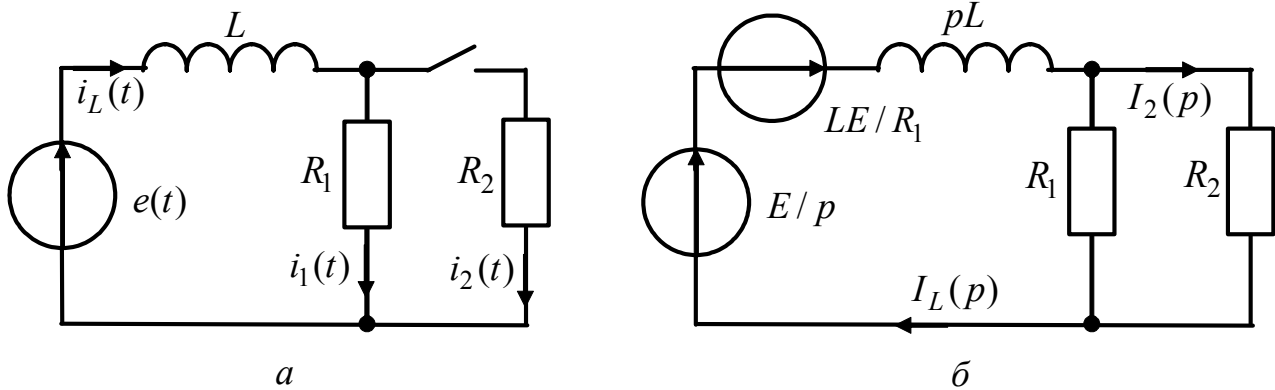 L
i_L(t)
e(t)
R_1
R_2
i_1(t)
i_2(t)
а
pL
LE/R_1
I_2(p)
E/p
R_1
R_2
I_L(p)
б